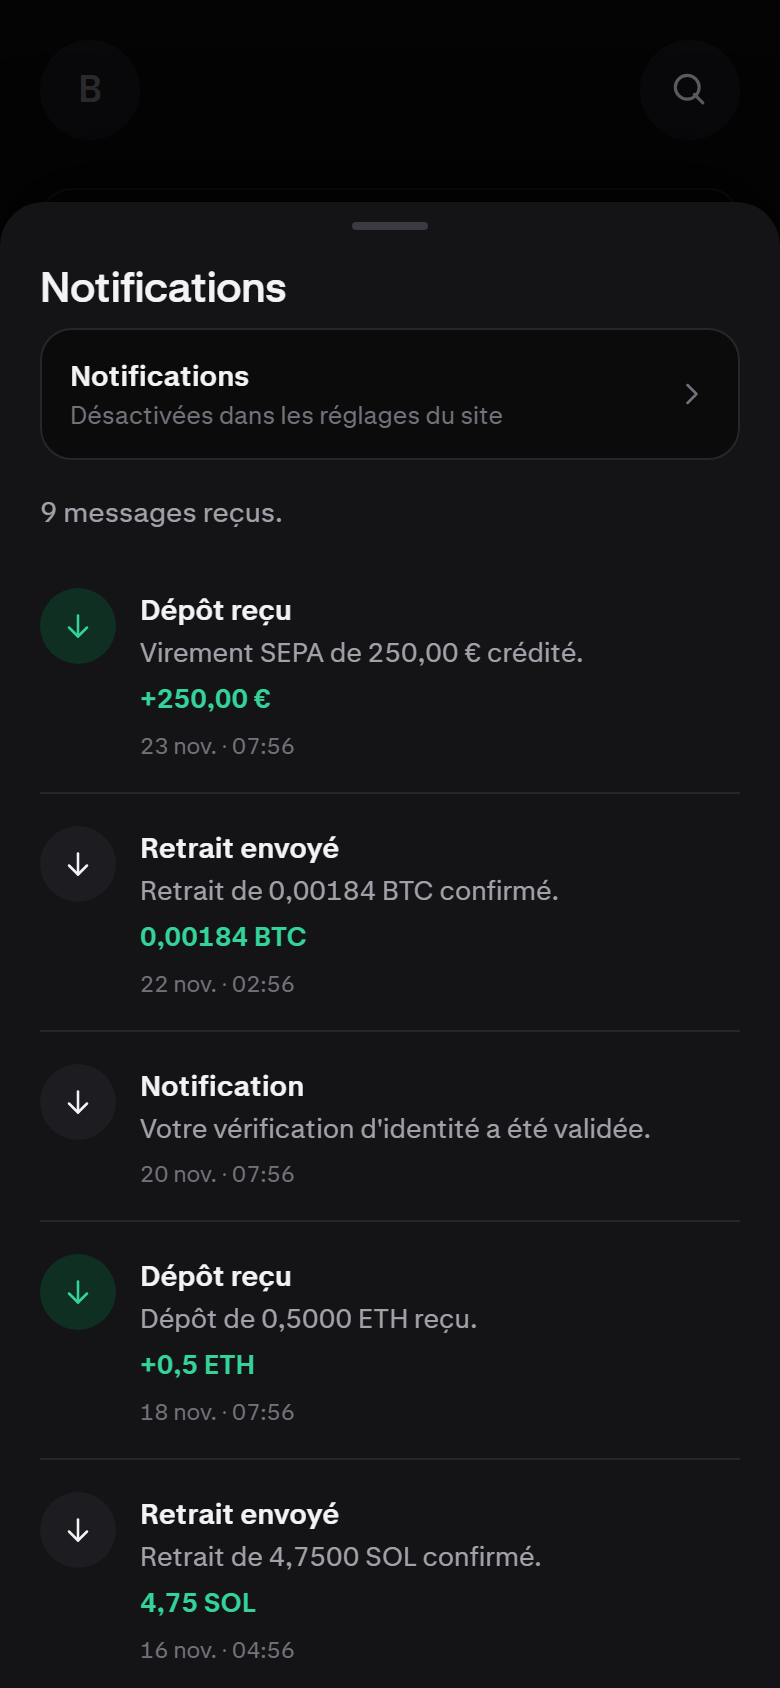 B
Notifications
Notifications
Désactivées dans les réglages du site
9 messages reçus.
Dépôt reçu
Virement SEPA de 250,00 € crédité.
+250,00 €
23 nov. · 07:56
Retrait envoyé
Retrait de 0,00184 BTC confirmé.
0,00184 BTC
22 nov. · 02:56
Notification
Votre vérification d'identité a été validée.
20 nov. · 07:56
Dépôt reçu
Dépôt de 0,5000 ETH reçu.
+0,5 ETH
18 nov. · 07:56
Retrait envoyé
Retrait de 4,7500 SOL confirmé.
4,75 SOL
16 nov. · 04:56